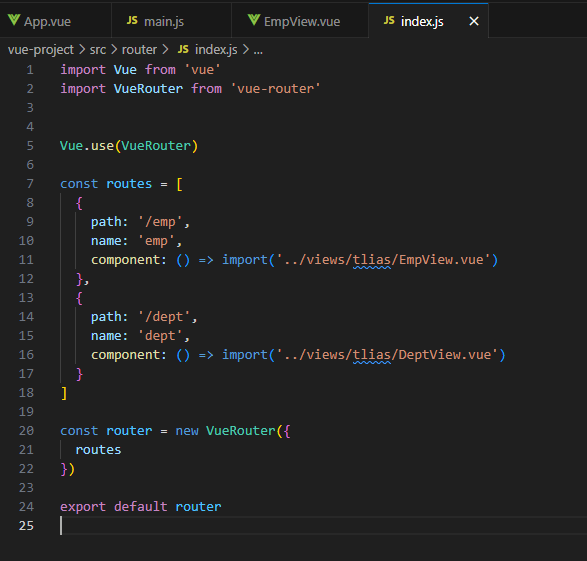 App.vue JS main.js EmpView.vue JS index.js ×
vue-project > src > router > JS index.js > ...
1 import Vue from 'vue'
2 import VueRouter from 'vue-router'
3
4
5 Vue.use(VueRouter)
6
7 const routes = [
8 {
9 path: '/emp',
10 name: 'emp',
11 component: () => import('../views/tlias/EmpView.vue')
12 },
13 {
14 path: '/dept',
15 name: 'dept',
16 component: () => import('../views/tlias/DeptView.vue')
17 }
18 ]
19
20 const router = new VueRouter({
21 routes
22 })
23
24 export default router
25